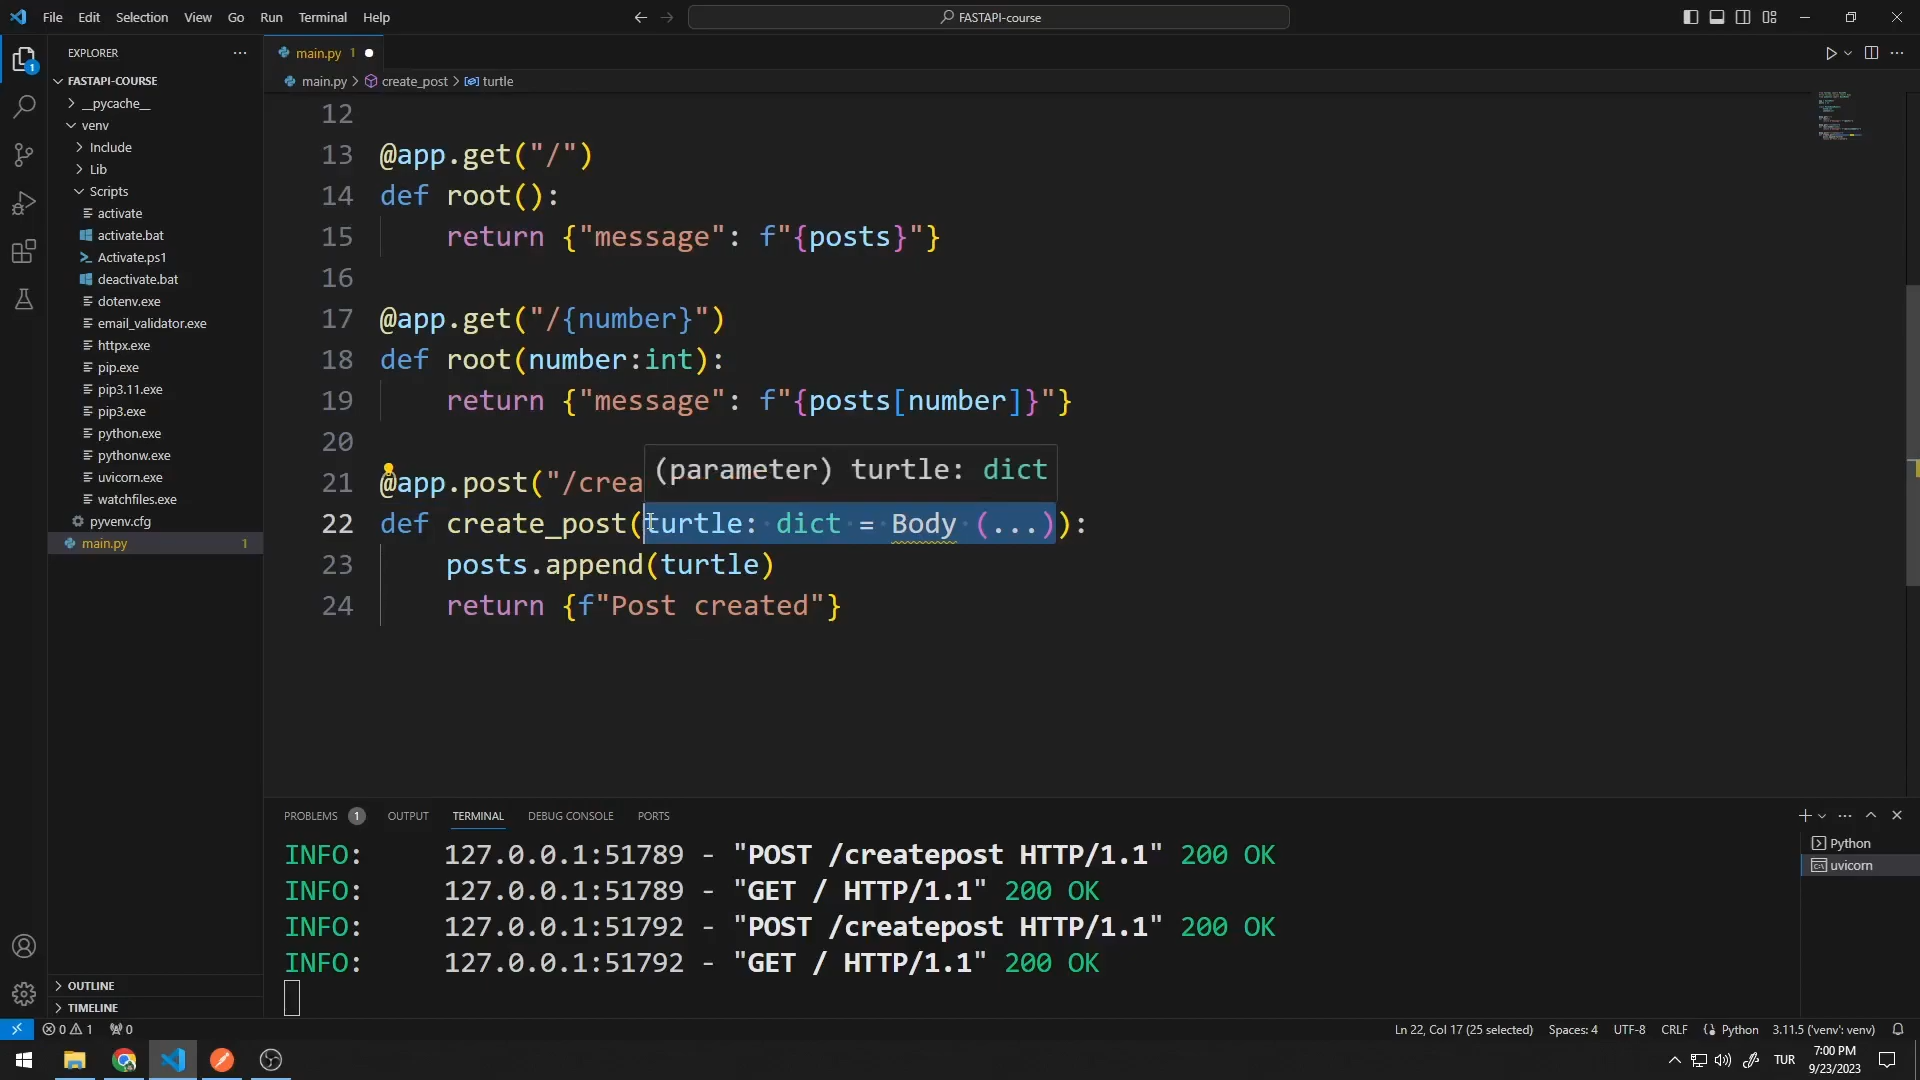 File Edit Selection View Go Run Terminal Help
FASTAPI-course
EXPLORER
FASTAPI-COURSE
__pycache__
venv
Include
Lib
Scripts
activate
activate.bat
Activate.ps1
deactivate.bat
dotenv.exe
email_validator.exe
httpx.exe
pip.exe
pip3.11.exe
pip3.exe
python.exe
pythonw.exe
uvicorn.exe
watchfiles.exe
pyvenv.cfg
main.py 1
OUTLINE
TIMELINE
1
main.py 1
main.py > create_post > turtle
12
13 @app.get("/")
14 def root():
15 return {"message": f"{posts}"}
16
17 @app.get("/{number}")
18 def root(number:int):
19 return {"message": f"{posts[number]}"}
20
(parameter) turtle: dict
21 @app.post("/crea
22 def create_post(turtle: dict = Body (...)):
23 posts.append(turtle)
24 return {f"Post created"}
PROBLEMS 1 OUTPUT TERMINAL DEBUG CONSOLE PORTS
INFO: 127.0.0.1:51789 - "POST /createpost HTTP/1.1" 200 OK
INFO: 127.0.0.1:51789 - "GET / HTTP/1.1" 200 OK
INFO: 127.0.0.1:51792 - "POST /createpost HTTP/1.1" 200 OK
INFO: 127.0.0.1:51792 - "GET / HTTP/1.1" 200 OK
Python
uvicorn
0 1 0
Ln 22, Col 17 (25 selected) Spaces: 4 UTF-8 CRLF Python 3.11.5 ('venv': venv)
TUR
7:00 PM
9/23/2023